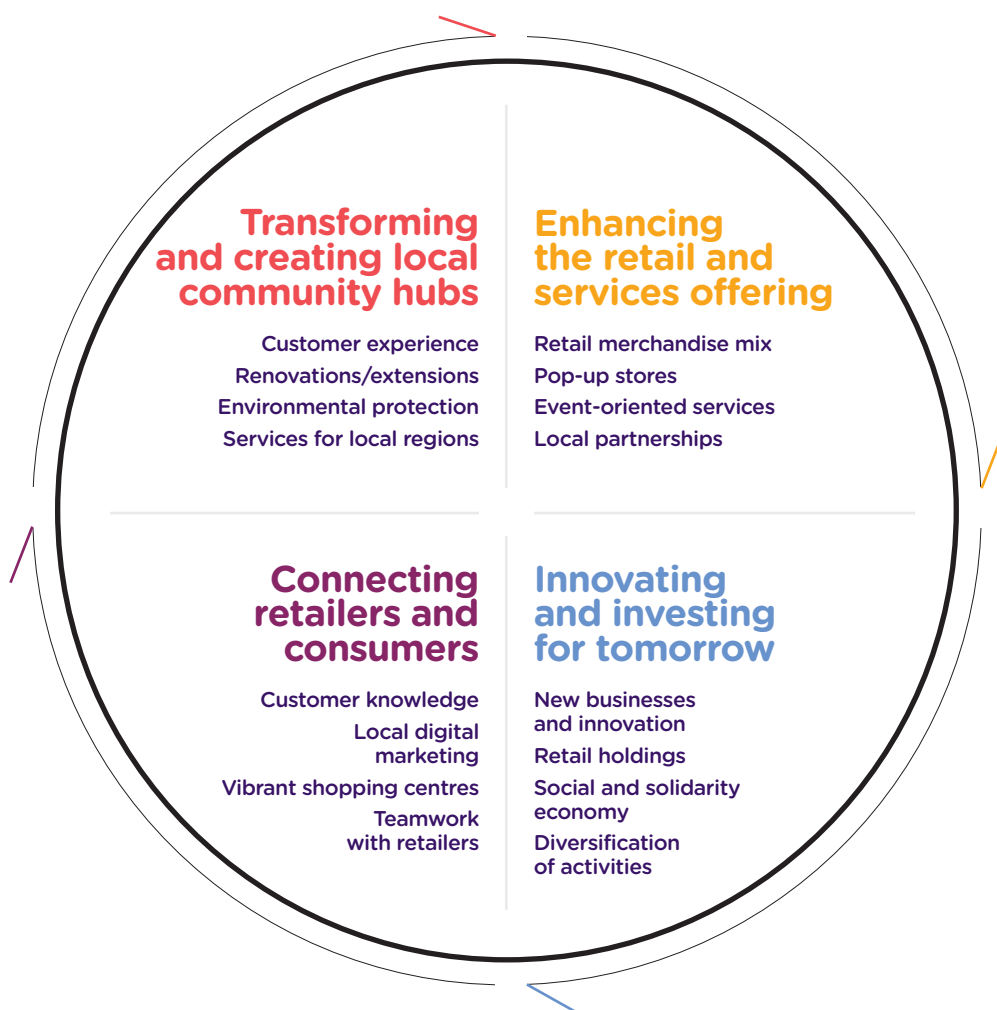 Transforming
and creating local
community hubs
Customer experience
Renovations/extensions
Environmental protection
Services for local regions
Enhancing
the retail and
services offering
Retail merchandise mix
Pop-up stores
Event-oriented services
Local partnerships
Connecting
retailers and
consumers
Customer knowledge
Local digital
marketing
Vibrant shopping centres
Teamwork
with retailers
Innovating
and investing
for tomorrow
New businesses
and innovation
Retail holdings
Social and solidarity
economy
Diversification
of activities